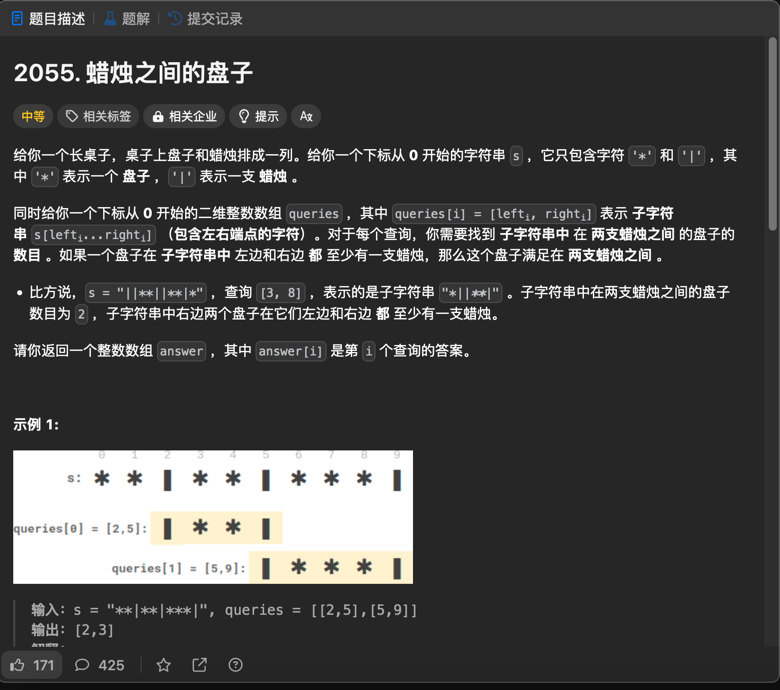 题目描述 题解 提交记录
2055. 蜡烛之间的盘子
中等 相关标签 相关企业 提示 Aあ
给你一个长桌子，桌子上盘子和蜡烛排成一列。给你一个下标从 0 开始的字符串 s ，它只包含字符 '*' 和 '|' ，其
中 '*' 表示一个 盘子 ，'|' 表示一支 蜡烛 。
同时给你一个下标从 0 开始的二维整数数组 queries ，其中 queries[i] = [lefti, righti] 表示 子字符
串 s[lefti...righti] （包含左右端点的字符）。对于每个查询，你需要找到 子字符串中 在 两支蜡烛之间 的盘子的
数目 。如果一个盘子在 子字符串中 左边和右边 都 至少有一支蜡烛，那么这个盘子满足在 两支蜡烛之间 。
• 比方说，s = "||**||**|*" ，查询 [3, 8] ，表示的是子字符串 "*||**|" 。子字符串中在两支蜡烛之间的盘子
数目为 2 ，子字符串中右边两个盘子在它们左边和右边 都 至少有一支蜡烛。
请你返回一个整数数组 answer ，其中 answer[i] 是第 i 个查询的答案。
示例 1:
0 1 2 3 4 5 6 7 8 9
s: * * | * * | * * * |
queries[0] = [2,5]: | * * |
queries[1] = [5,9]: | * * * |
输入：s = "**|**|***|", queries = [[2,5],[5,9]]
输出：[2,3]
171 425